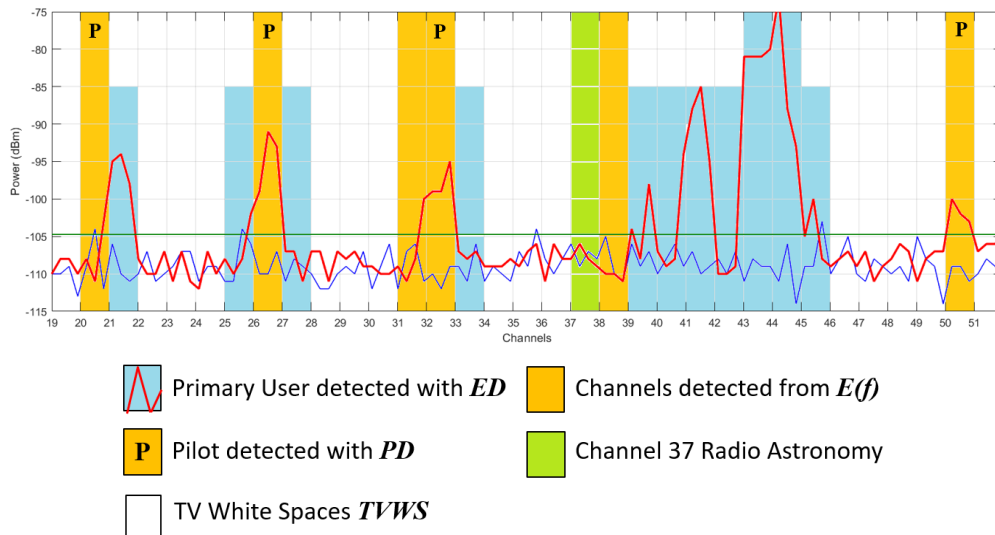 -75
P
P
P
P
-80
-85
-90
-95
-100
-105
-110
-115
Power (dBm)
19 20 21 22 23 24 25 26 27 28 29 30 31 32 33 34 35 36 37 38 39 40 41 42 43 44 45 46 47 48 49 50 51
Channels
Primary User detected with ED
Channels detected from E(f)
P Pilot detected with PD
Channel 37 Radio Astronomy
TV White Spaces TVWS